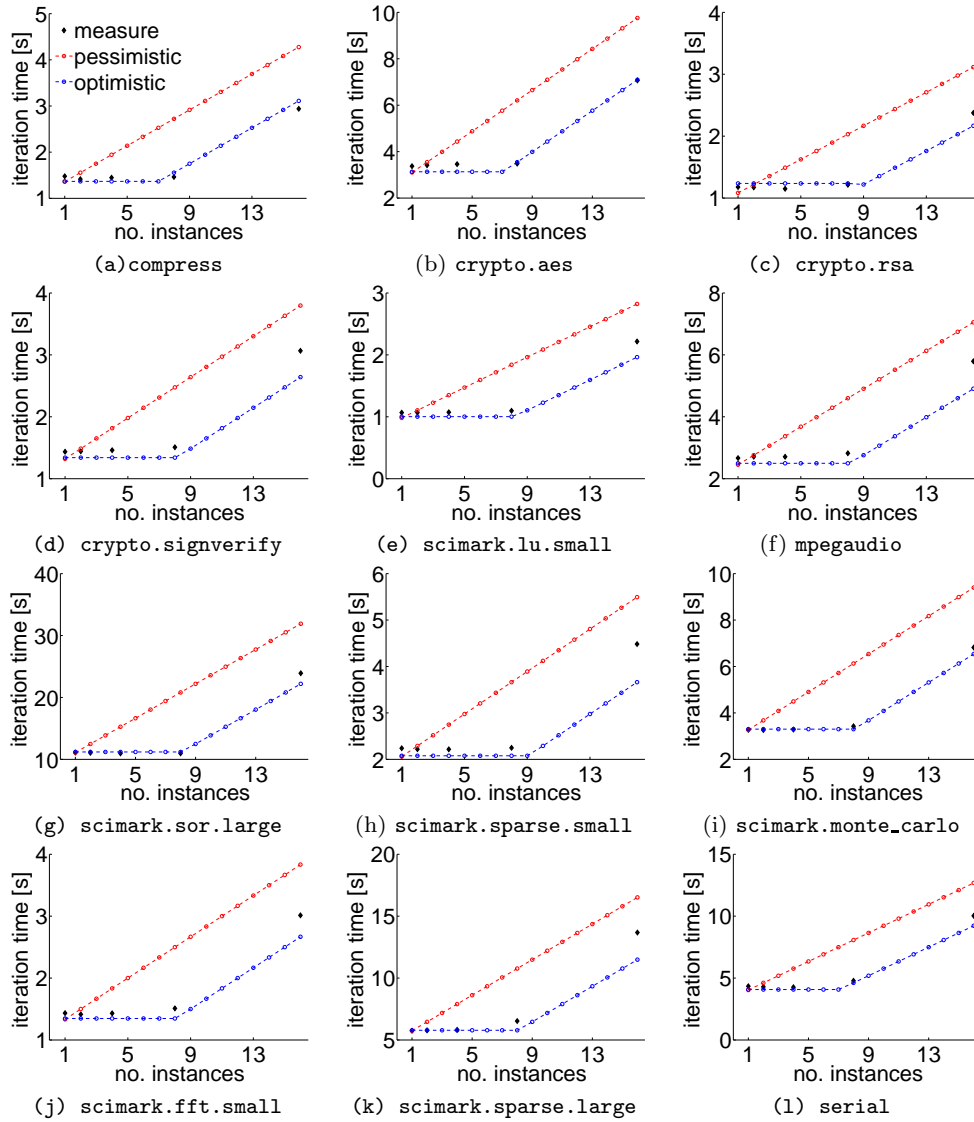 iteration time [s]
5
4
3
2
1
measure
pessimistic
optimistic
1 5 9 13
no. instances
(a)compress
iteration time [s]
10
8
6
4
2
1 5 9 13
no. instances
(b) crypto.aes
iteration time [s]
4
3
2
1
1 5 9 13
no. instances
(c) crypto.rsa
iteration time [s]
4
3
2
1
1 5 9 13
no. instances
(d) crypto.signverify
iteration time [s]
3
2
1
0
1 5 9 13
no. instances
(e) scimark.lu.small
iteration time [s]
8
6
4
2
1 5 9 13
no. instances
(f) mpegaudio
iteration time [s]
40
30
20
10
1 5 9 13
no. instances
(g) scimark.sor.large
iteration time [s]
6
5
4
3
2
1 5 9 13
no. instances
(h) scimark.sparse.small
iteration time [s]
10
8
6
4
2
1 5 9 13
no. instances
(i) scimark.monte_carlo
iteration time [s]
4
3
2
1
1 5 9 13
no. instances
(j) scimark.fft.small
iteration time [s]
20
15
10
5
1 5 9 13
no. instances
(k) scimark.sparse.large
iteration time [s]
15
10
5
0
1 5 9 13
no. instances
(l) serial